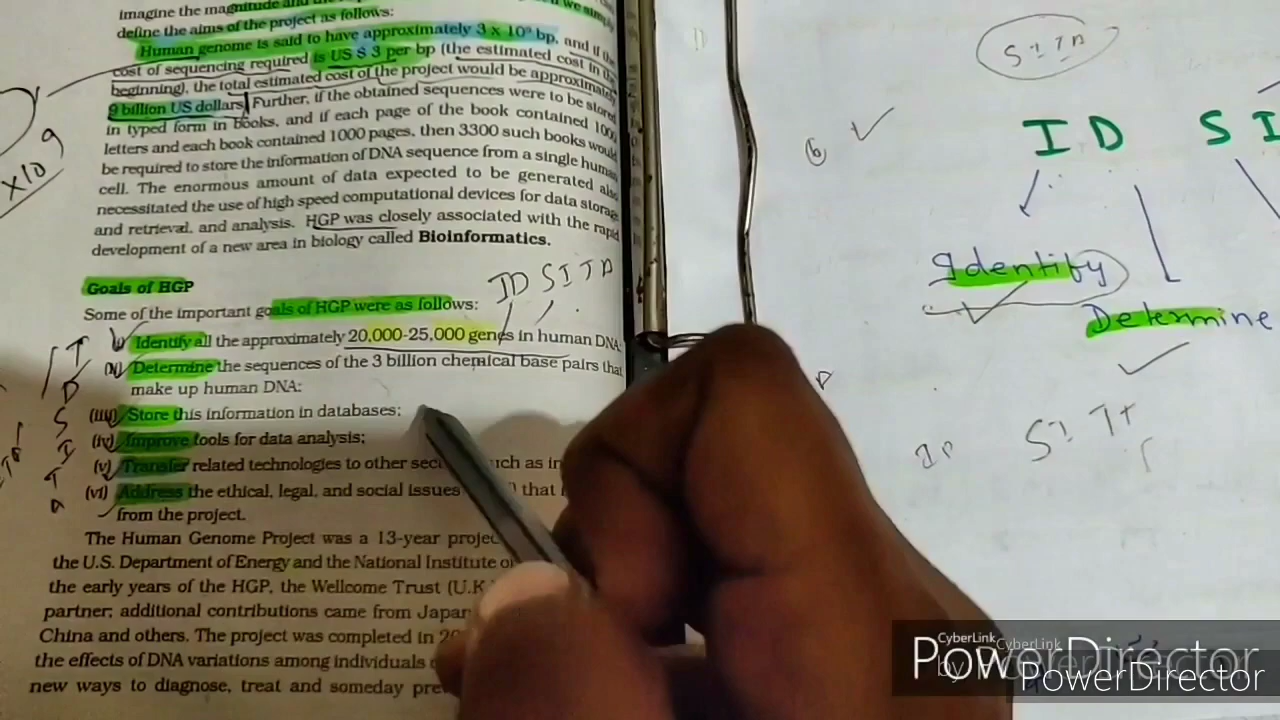 imagine the magnitude and the
define the aims of the project as follows:
Human genome is said to have approximately 3 x 10⁹ bp, and if the
cost of sequencing required is US $ 3 per bp (the estimated cost in the
beginning), the total estimated cost of the project would be approximately
9 billion US dollars. Further, if the obtained sequences were to be stored
in typed form in books, and if each page of the book contained 1000
letters and each book contained 1000 pages, then 3300 such books would
be required to store the information of DNA sequence from a single human
cell. The enormous amount of data expected to be generated also
necessitated the use of high speed computational devices for data storage
and retrieval, and analysis. HGP was closely associated with the rapid
development of a new area in biology called Bioinformatics.
x10 9
Goals of HGP
ID SITA
Some of the important goals of HGP were as follows:
Identify all the approximately 20,000-25,000 genes in human DNA;
(ii) Determine the sequences of the 3 billion chemical base pairs that
make up human DNA;
(iii) Store this information in databases;
(iv) Improve tools for data analysis;
(v) Transfer related technologies to other such as in
(vi) Address the ethical, legal, and social issues that
from the project.
I
D
S
I
T
A
The Human Genome Project was a 13-year
the U.S. Department of Energy and the National Institute
the early years of the HGP, the Wellcome Trust (U.K
partner; additional contributions came from Japan
China and others. The project was completed in 20
the effects of DNA variations among individuals
new ways to diagnose, treat and someday
SITA
(b)
ID SI
Identify
Determine
CyberLink
PowerDirector
CyberLink
by PowerDirector